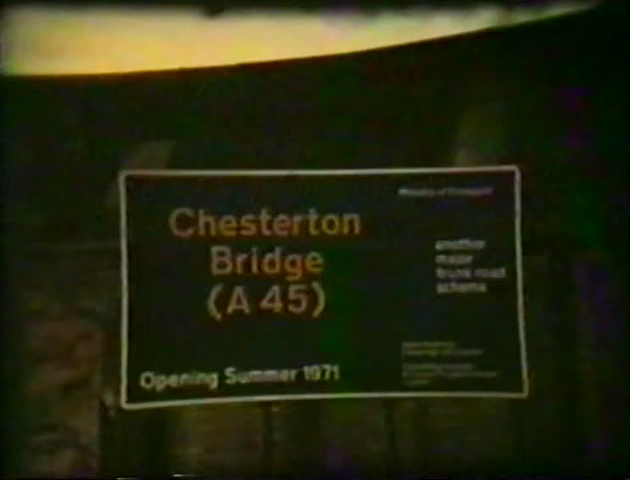 Chesterton
Bridge
(A 45)
Opening Summer 1971
Ministry of Transport
another
major
trunk road
scheme